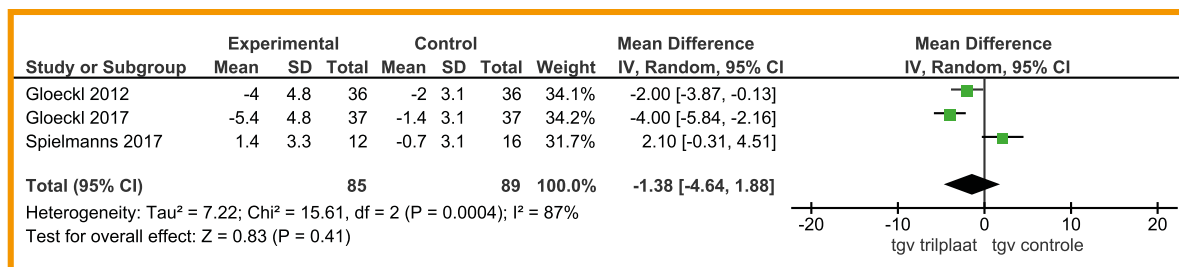 Experimental Control Mean Difference Mean Difference
Study or Subgroup Mean SD Total Mean SD Total Weight IV, Random, 95% CI IV, Random, 95% CI
Gloeckl 2012 -4 4.8 36 -2 3.1 36 34.1% -2.00 [-3.87, -0.13]
Gloeckl 2017 -5.4 4.8 37 -1.4 3.1 37 34.2% -4.00 [-5.84, -2.16]
Spielmanns 2017 1.4 3.3 12 -0.7 3.1 16 31.7% 2.10 [-0.31, 4.51]
Total (95% CI) 85 89 100.0% -1.38 [-4.64, 1.88]
Heterogeneity: Tau² = 7.22; Chi² = 15.61, df = 2 (P = 0.0004); I² = 87%
Test for overall effect: Z = 0.83 (P = 0.41)
-20 -10 0 10 20
tgv trilplaat tgv controle